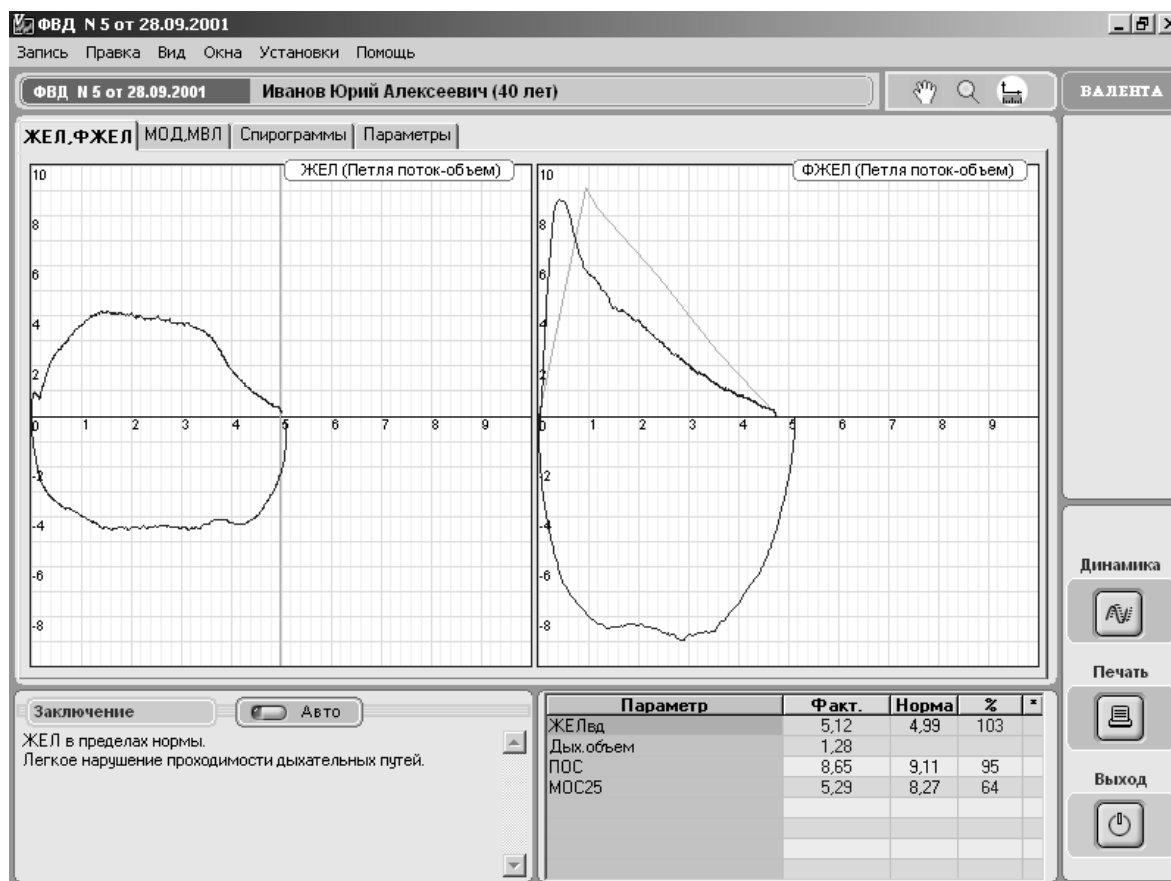 ФВД N 5 от 28.09.2001
Запись Правка Вид Окна Установки Помощь
ФВД N 5 от 28.09.2001 Иванов Юрий Алексеевич (40 лет)
ВАЛЕНТА
ЖЕЛ,ФЖЕЛ МОД,МВЛ Спирограммы Параметры
ЖЕЛ (Петля поток-объем)
10
8
6
4
2
0 1 2 3 4 5 6 7 8 9
-2
-4
-6
-8
ФЖЕЛ (Петля поток-объем)
10
8
6
4
2
0 1 2 3 4 5 6 7 8 9
-2
-4
-6
-8
Динамика
Печать
Выход
Заключение Авто
ЖЕЛ в пределах нормы.
Легкое нарушение проходимости дыхательных путей.
Параметр Факт. Норма % *
ЖЕЛвд 5,12 4,99 103
Дых.объем 1,28
ПОС 8,65 9,11 95
МОС25 5,29 8,27 64